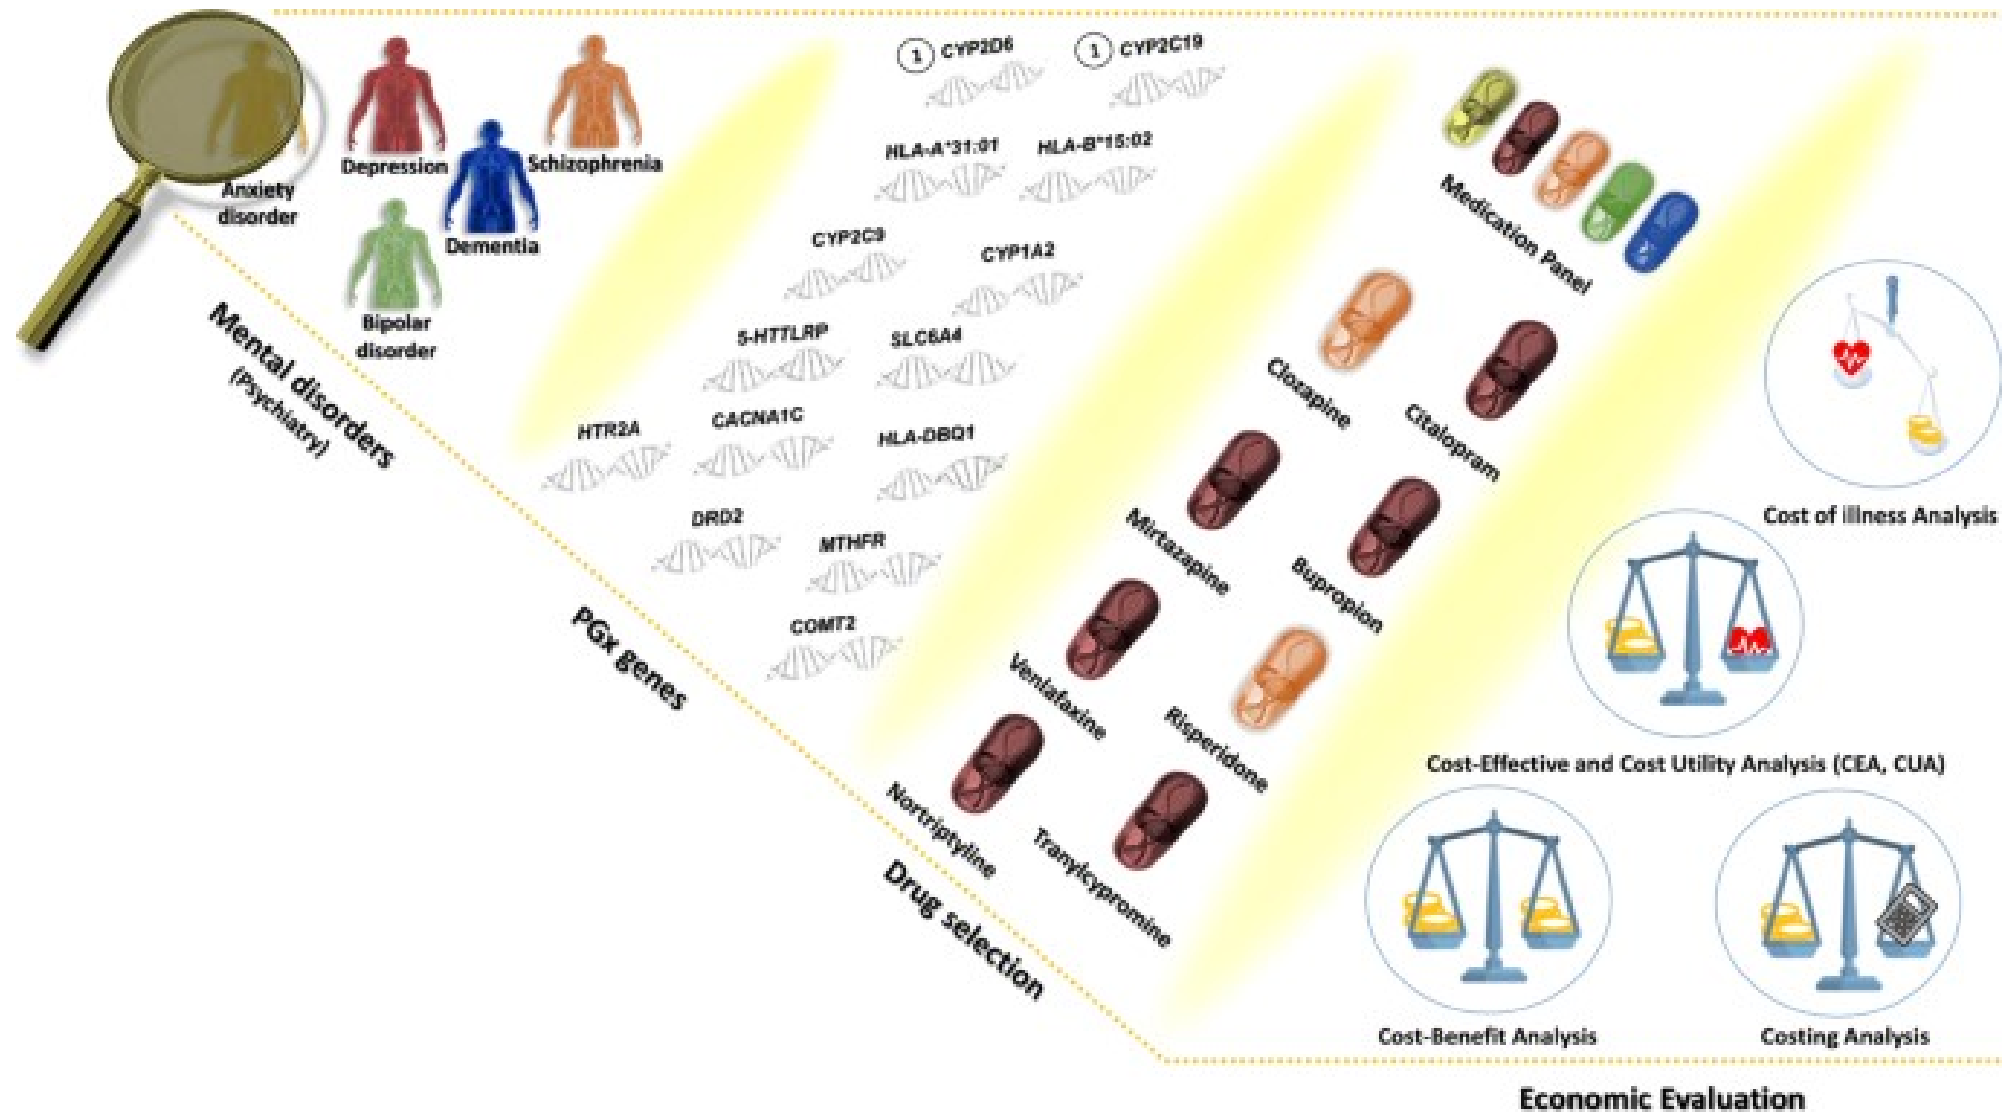 Anxiety
disorder
Depression
Schizophrenia
Dementia
Bipolar
disorder
Mental disorders
(Psychiatry)
1 CYP2D6
1 CYP2C19
HLA-A*31:01
HLA-B*15:02
CYP2C9
CYP1A2
5-HTTLRP
SLC6A4
HTR2A
CACNA1C
HLA-DBQ1
DRD2
MTHFR
COMT2
PGx genes
Medication Panel
Clozapine
Citalopram
Mirtazapine
Bupropion
Venlafaxine
Risperidone
Nortriptyline
Tranylcypromine
Drug selection
Cost of illness Analysis
Cost-Effective and Cost Utility Analysis (CEA, CUA)
Cost-Benefit Analysis
Costing Analysis
Economic Evaluation